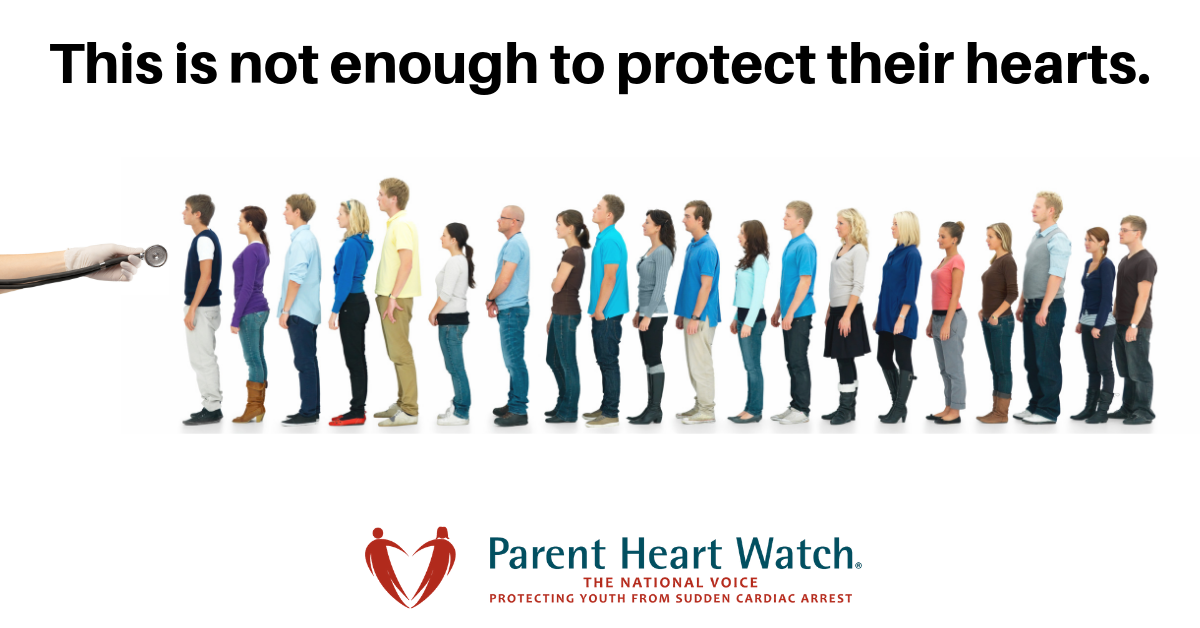 This is not enough to protect their hearts.
Parent Heart Watch®
THE NATIONAL VOICE
PROTECTING YOUTH FROM SUDDEN CARDIAC ARREST